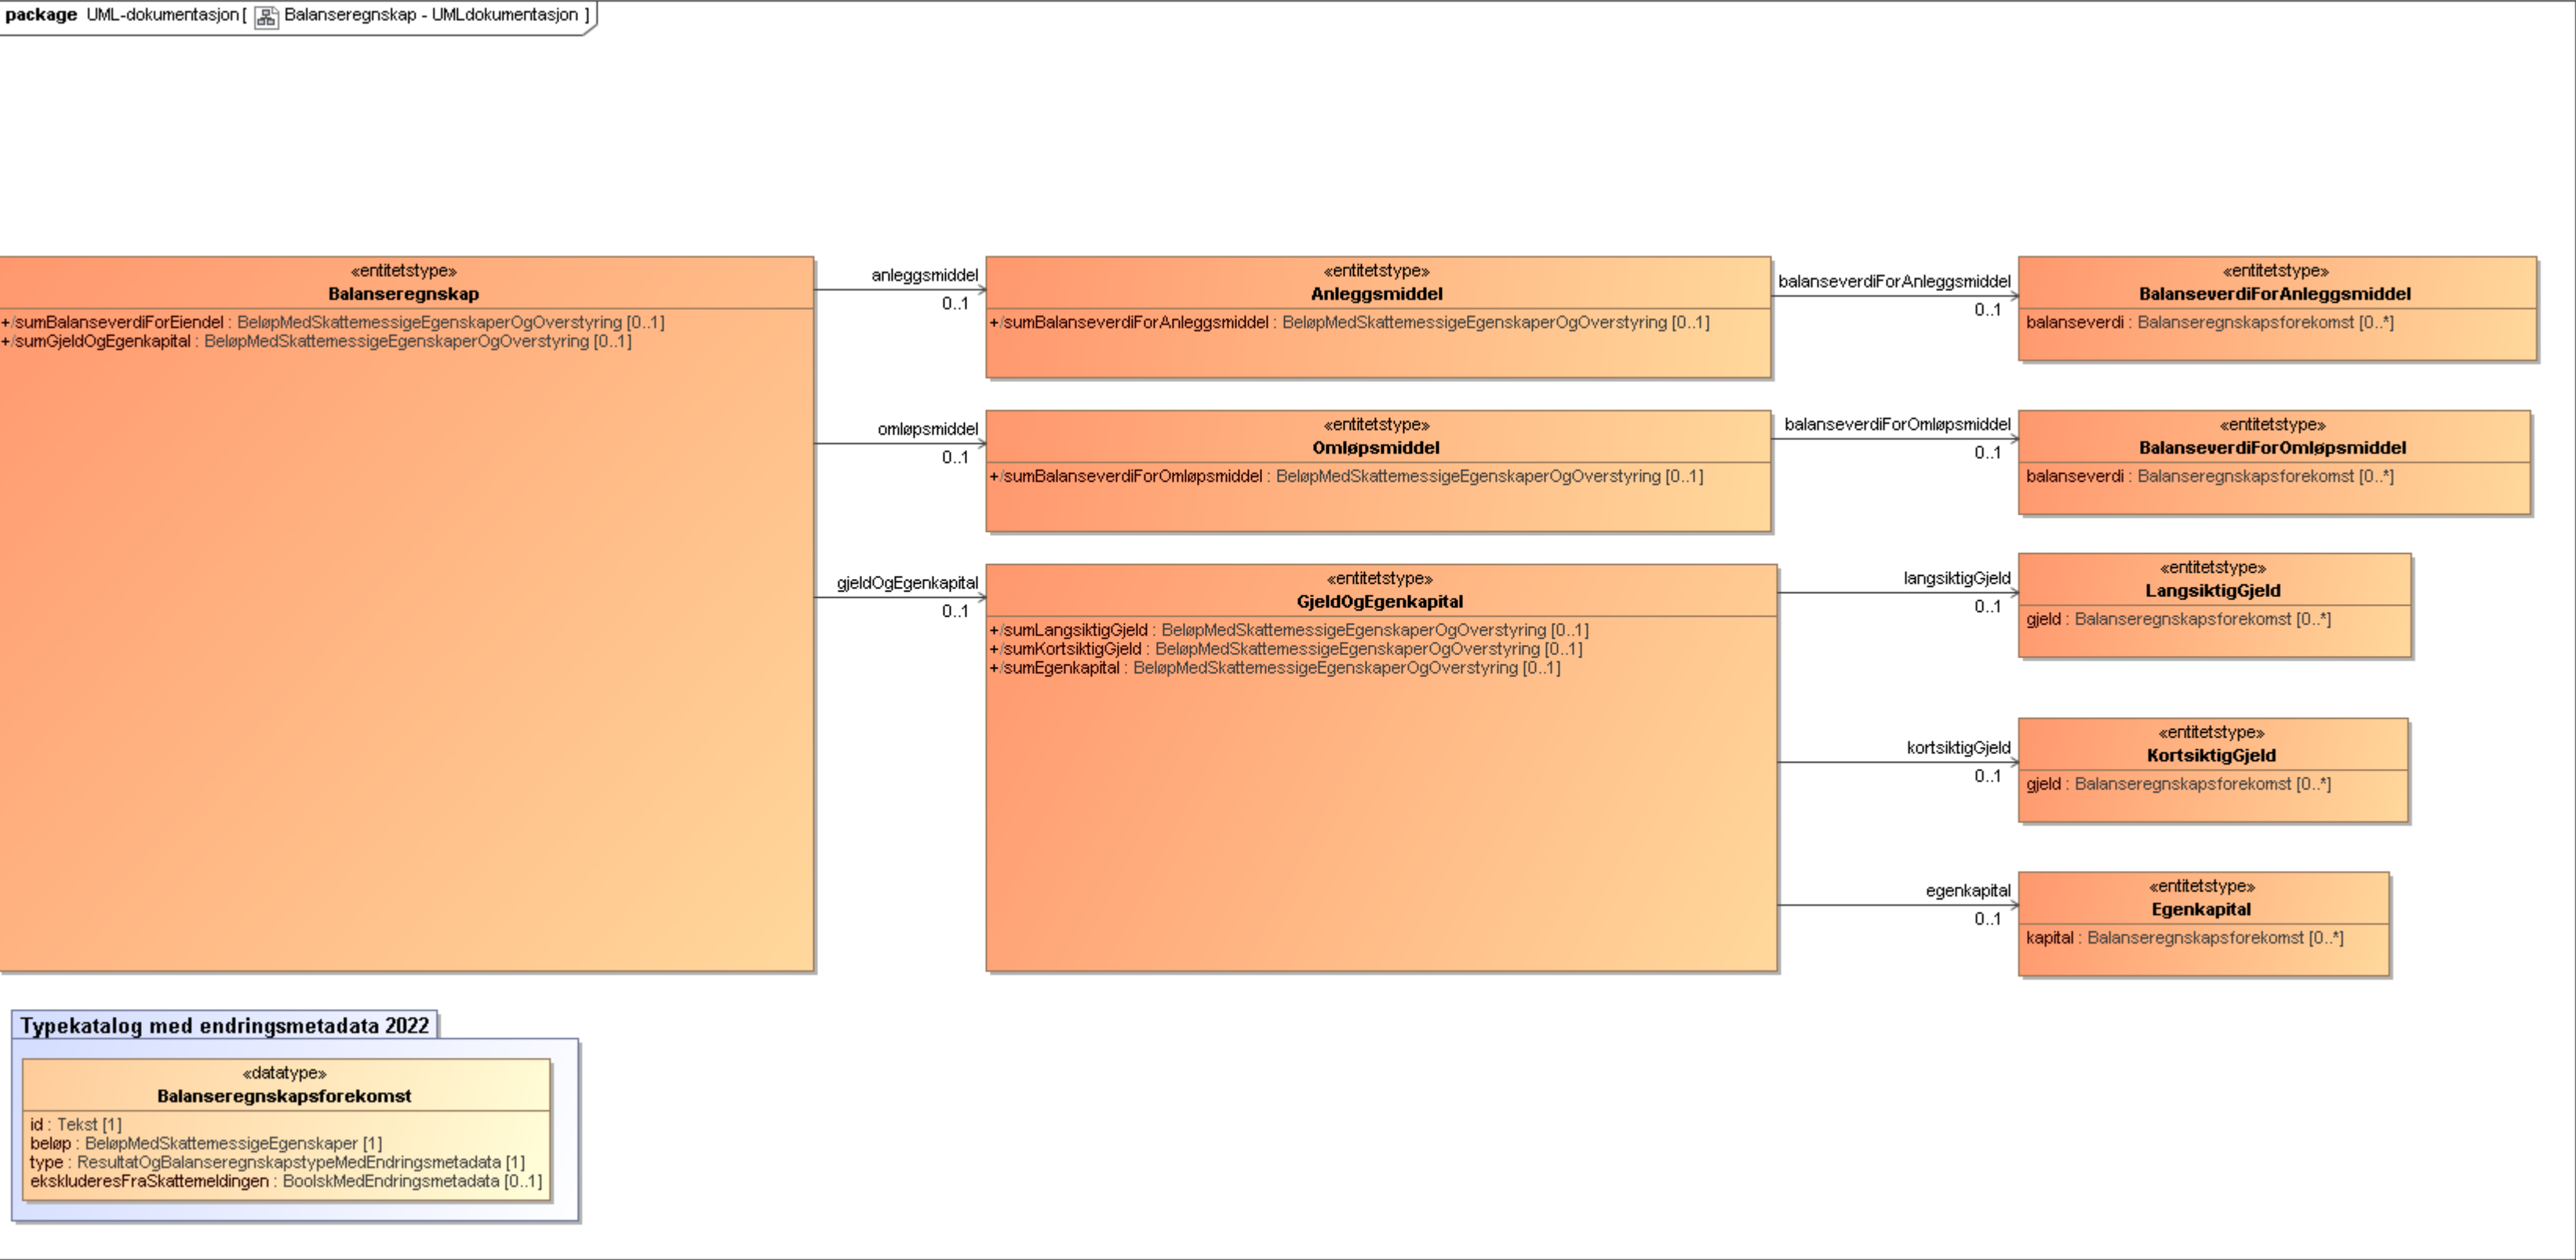 package UML-dokumentasjon[ Balanseregnskap - UMLdokumentasjon ]
«entitetstype»
Balanseregnskap
+/sumBalanseverdiForEiendel : BeløpMedSkattemessigeEgenskaperOgOverstyring [0..1]
+/sumGjeldOgEgenkapital : BeløpMedSkattemessigeEgenskaperOgOverstyring [0..1]
anleggsmiddel
0..1
«entitetstype»
Anleggsmiddel
+/sumBalanseverdiForAnleggsmiddel : BeløpMedSkattemessigeEgenskaperOgOverstyring [0..1]
balanseverdiForAnleggsmiddel
0..1
«entitetstype»
BalanseverdiForAnleggsmiddel
balanseverdi : Balanseregnskapsforekomst [0..*]
omløpsmiddel
0..1
«entitetstype»
Omløpsmiddel
+/sumBalanseverdiForOmløpsmiddel : BeløpMedSkattemessigeEgenskaperOgOverstyring [0..1]
balanseverdiForOmløpsmiddel
0..1
«entitetstype»
BalanseverdiForOmløpsmiddel
balanseverdi : Balanseregnskapsforekomst [0..*]
gjeldOgEgenkapital
0..1
«entitetstype»
GjeldOgEgenkapital
+/sumLangsiktigGjeld : BeløpMedSkattemessigeEgenskaperOgOverstyring [0..1]
+/sumKortsiktigGjeld : BeløpMedSkattemessigeEgenskaperOgOverstyring [0..1]
+/sumEgenkapital : BeløpMedSkattemessigeEgenskaperOgOverstyring [0..1]
langsiktigGjeld
0..1
«entitetstype»
LangsiktigGjeld
gjeld : Balanseregnskapsforekomst [0..*]
kortsiktigGjeld
0..1
«entitetstype»
KortsiktigGjeld
gjeld : Balanseregnskapsforekomst [0..*]
egenkapital
0..1
«entitetstype»
Egenkapital
kapital : Balanseregnskapsforekomst [0..*]
Typekatalog med endringsmetadata 2022
«datatype»
Balanseregnskapsforekomst
id : Tekst [1]
beløp : BeløpMedSkattemessigeEgenskaper [1]
type : ResultatOgBalanseregnskapstypeMedEndringsmetadata [1]
ekskluderesFraSkattemeldingen : BoolskMedEndringsmetadata [0..1]